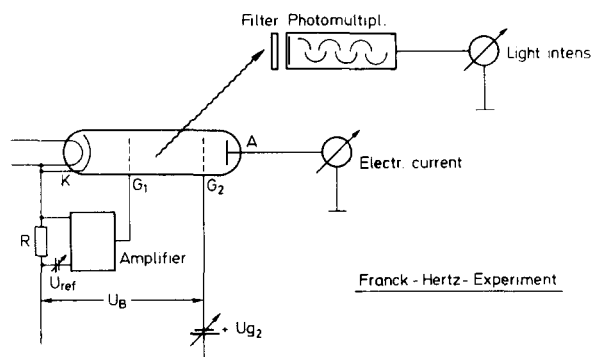 Filter Photomultipl.
Light intens
A
Electr. current
K
G1
G2
R
Amplifier
Uref
UB
Franck-Hertz-Experiment
+ Ug2